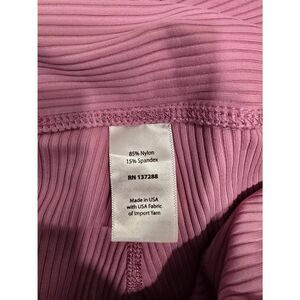 85% Nylon
15% Spandex
RN 137288
Made in USA
with USA Fabric
of Import Yarn